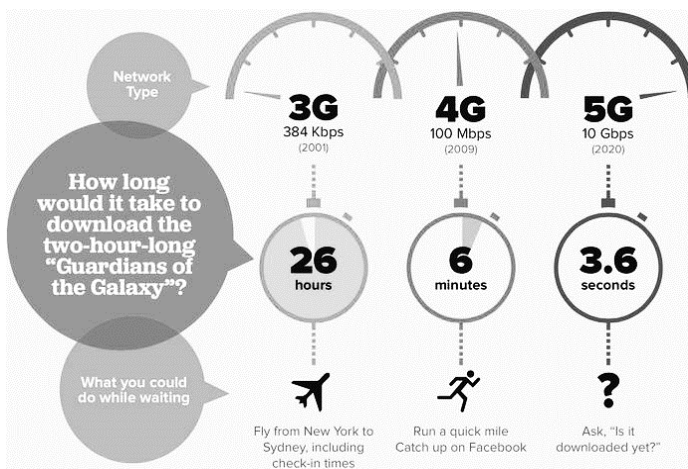 Network
Type
3G
384 Kbps
(2001)
4G
100 Mbps
(2009)
5G
10 Gbps
(2020)
How long
would it take to
download the
two-hour-long
“Guardians of
the Galaxy”?
26
hours
6
minutes
3.6
seconds
What you could
do while waiting
Fly from New York to
Sydney, including
check-in times
Run a quick mile
Catch up on Facebook
?
Ask, “Is it
downloaded yet?”